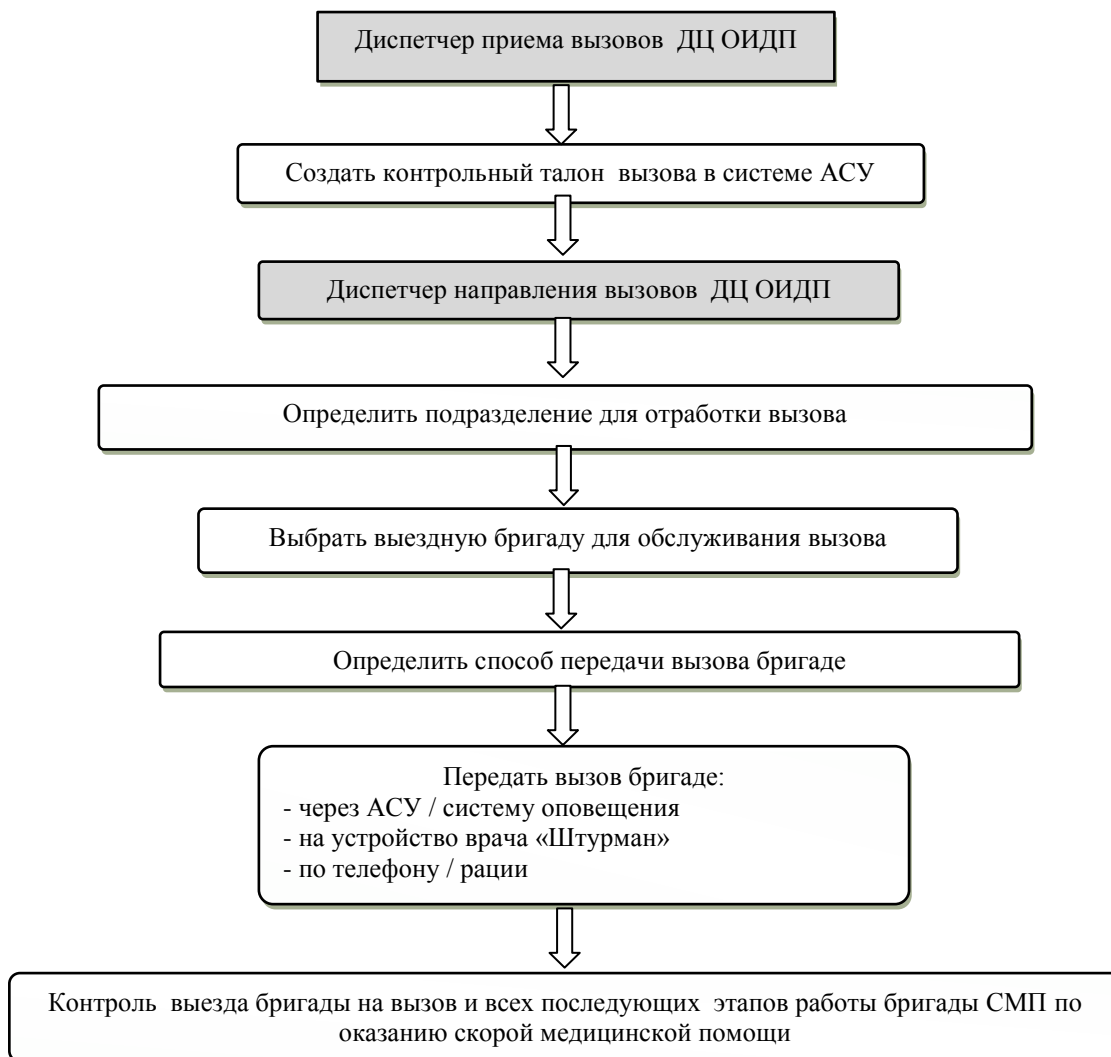 Диспетчер приема вызовов ДЦ ОИДП
Создать контрольный талон вызова в системе АСУ
Диспетчер направления вызовов ДЦ ОИДП
Определить подразделение для отработки вызова
Выбрать выездную бригаду для обслуживания вызова
Определить способ передачи вызова бригаде
Передать вызов бригаде:
- через АСУ / систему оповещения
- на устройство врача «Штурман»
- по телефону / рации
Контроль выезда бригады на вызов и всех последующих этапов работы бригады СМП по
оказанию скорой медицинской помощи